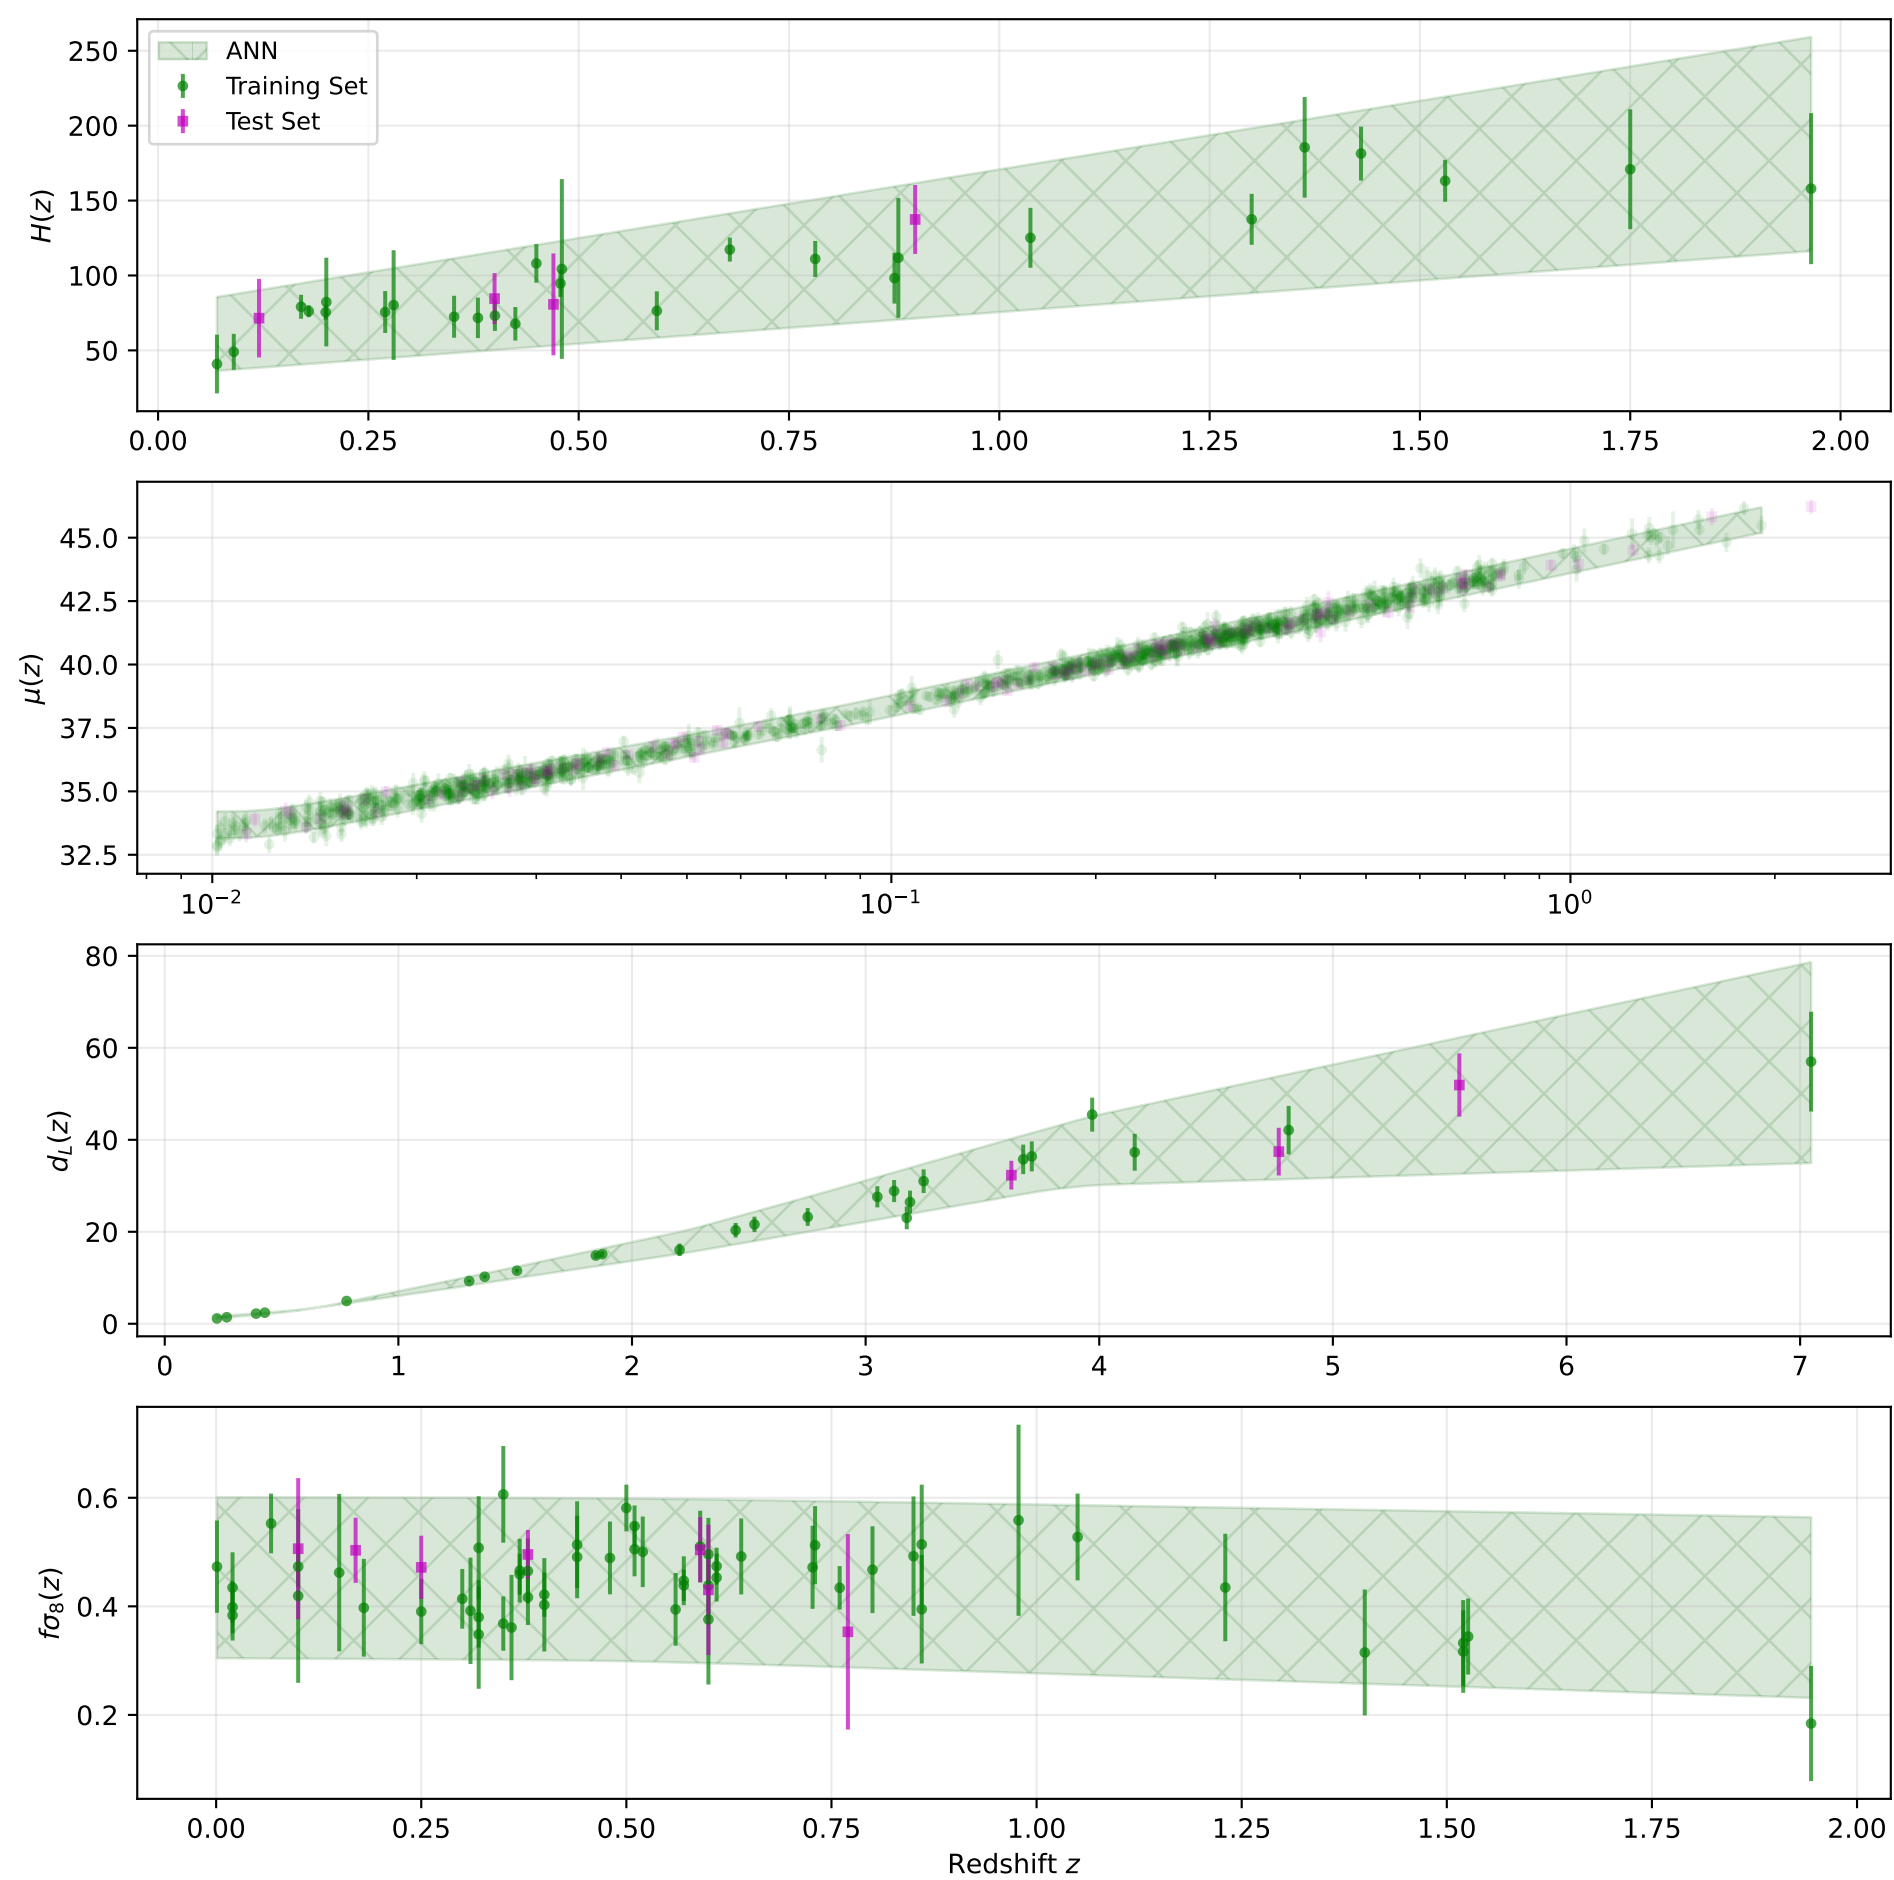 250
200
150
100
50
H(z)
ANN
Training Set
Test Set
0.00 0.25 0.50 0.75 1.00 1.25 1.50 1.75 2.00
45.0
42.5
40.0
37.5
35.0
32.5
μ(z)
10⁻² 10⁻¹ 10⁰
80
60
40
20
0
d_L(z)
0 1 2 3 4 5 6 7
0.6
0.4
0.2
fσ₈(z)
0.00 0.25 0.50 0.75 1.00 1.25 1.50 1.75 2.00
Redshift z